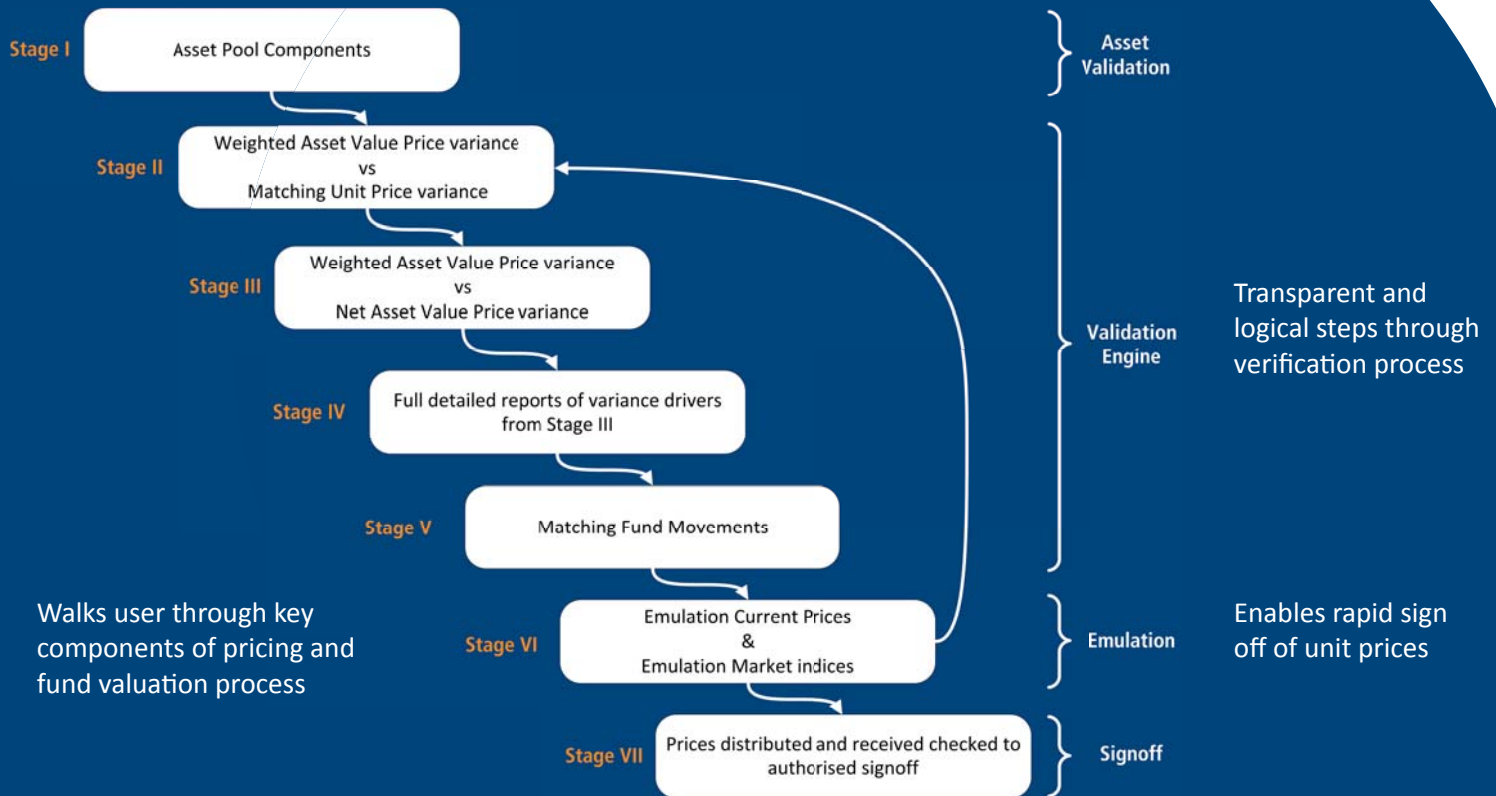 Stage I
Asset Pool Components
Asset
Validation
Stage II
Weighted Asset Value Price variance
vs
Matching Unit Price variance
Stage III
Weighted Asset Value Price variance
vs
Net Asset Value Price variance
Transparent and
logical steps through
verification process
Validation
Engine
Stage IV
Full detailed reports of variance drivers
from Stage III
Stage V
Matching Fund Movements
Walks user through key
components of pricing and
fund valuation process
Stage VI
Emulation Current Prices
&
Emulation Market indices
Emulation
Enables rapid sign
off of unit prices
Stage VII
Prices distributed and received checked to
authorised signoff
Signoff